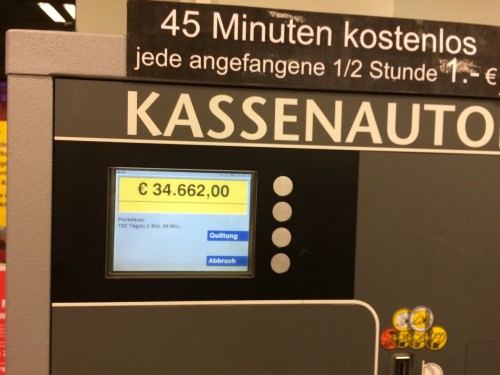 45 Minuten kostenlos
jede angefangene 1/2 Stunde 1.- €
KASSENAUTO
€ 34.662,00
Parkdauer
Quittung
Abbruch